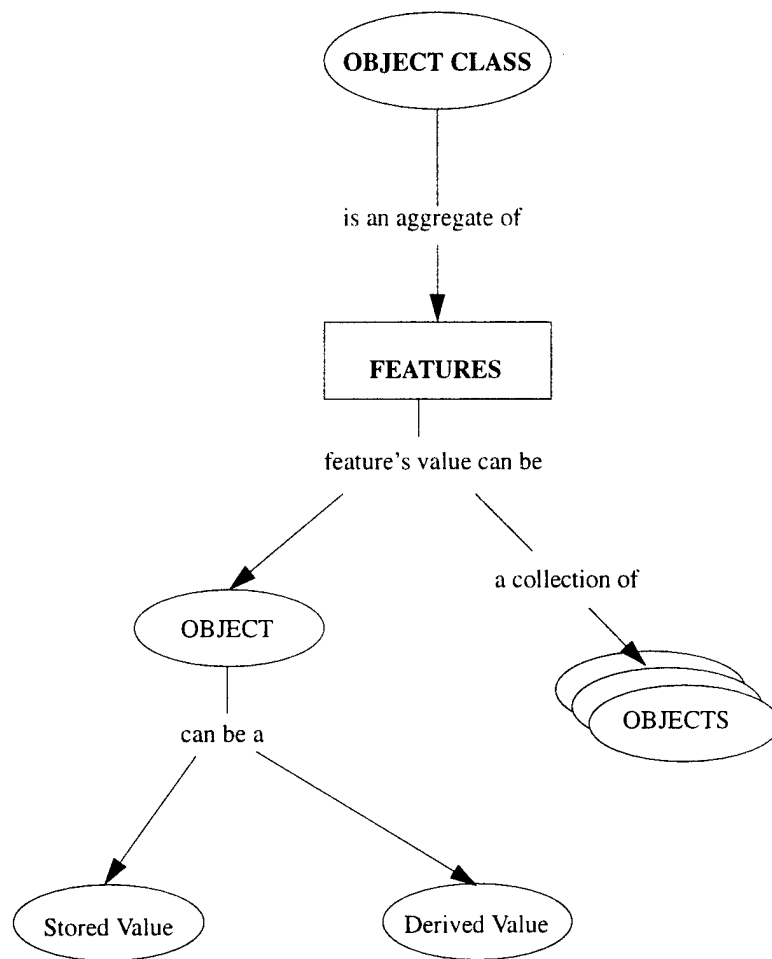 OBJECT CLASS
is an aggregate of
FEATURES
feature's value can be
a collection of
OBJECT
OBJECTS
can be a
Stored Value
Derived Value